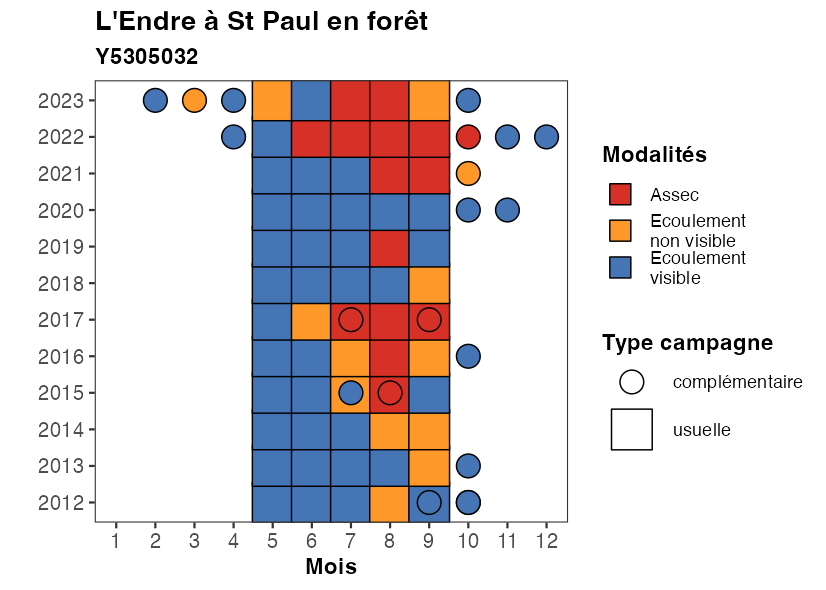 L'Endre à St Paul en forêt
Y5305032
2023
2022
2021
2020
2019
2018
2017
2016
2015
2014
2013
2012
1 2 3 4 5 6 7 8 9 10 11 12
Mois
Modalités
Assec
Ecoulement
non visible
Ecoulement
visible
Type campagne
complémentaire
usuelle